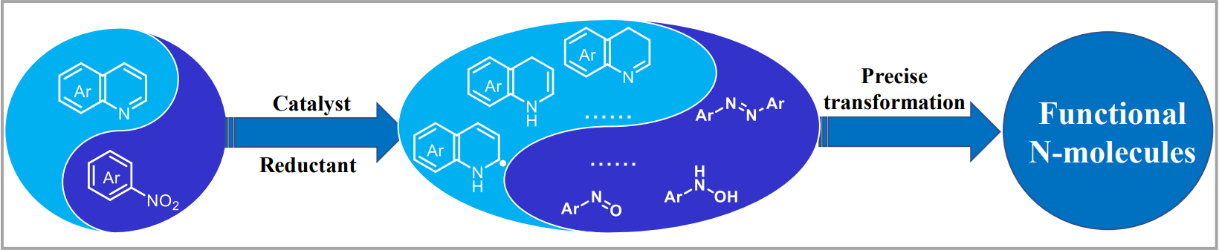 Ar
N
Ar
NO2
Catalyst
Reductant
Ar
N
H
Ar
N
Ar
N
H
......
Ar
N
N
Ar
......
Ar
N
O
Ar
H
N
OH
Precise
transformation
Functional
N-molecules